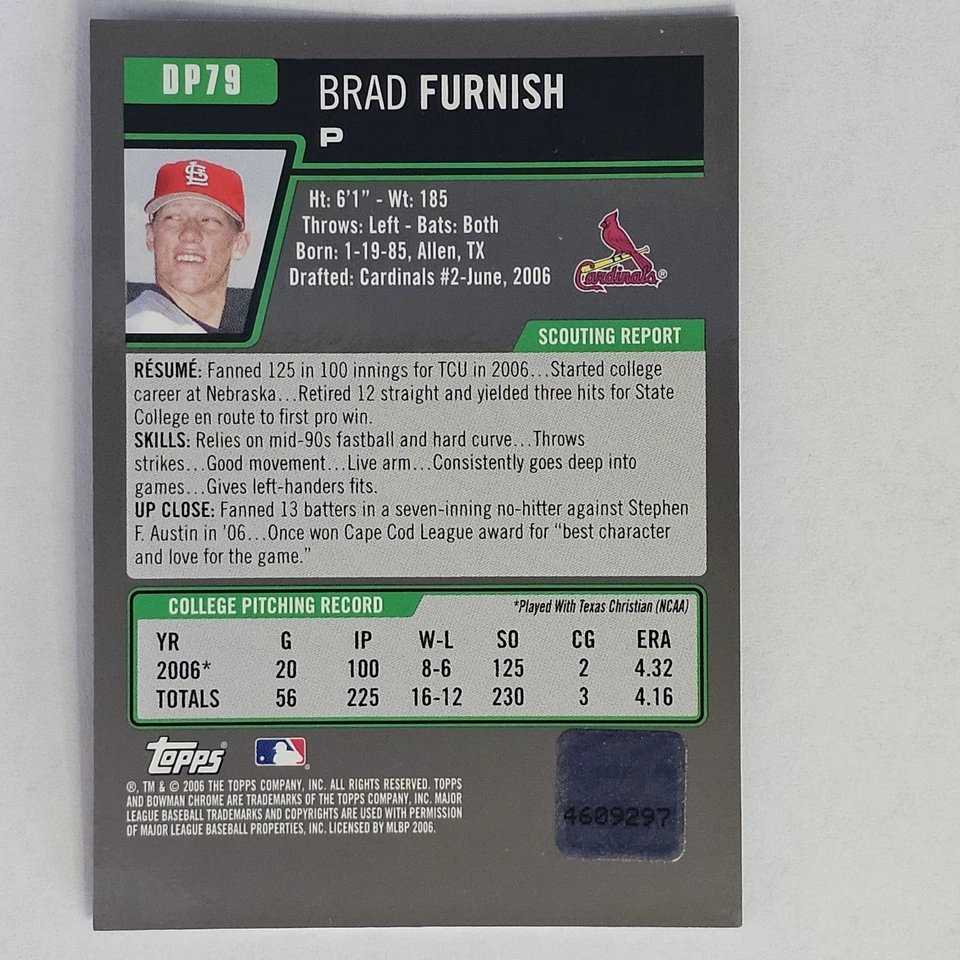 DP79
BRAD FURNISH
P
Ht: 6'1" - Wt: 185
Throws: Left - Bats: Both
Born: 1-19-85, Allen, TX
Drafted: Cardinals #2-June, 2006
Cardinals®
SCOUTING REPORT
RÉSUMÉ: Fanned 125 in 100 innings for TCU in 2006...Started college
career at Nebraska...Retired 12 straight and yielded three hits for State
College en route to first pro win.
SKILLS: Relies on mid-90s fastball and hard curve...Throws
strikes...Good movement...Live arm...Consistently goes deep into
games...Gives left-handers fits.
UP CLOSE: Fanned 13 batters in a seven-inning no-hitter against Stephen
F. Austin in '06...Once won Cape Cod League award for "best character
and love for the game."
COLLEGE PITCHING RECORD *Played With Texas Christian (NCAA)
YR G IP W-L SO CG ERA
2006* 20 100 8-6 125 2 4.32
TOTALS 56 225 16-12 230 3 4.16
topps®
®, TM & © 2006 THE TOPPS COMPANY, INC. ALL RIGHTS RESERVED. TOPPS
AND BOWMAN CHROME ARE TRADEMARKS OF THE TOPPS COMPANY, INC. MAJOR
LEAGUE BASEBALL TRADEMARKS AND COPYRIGHTS ARE USED WITH PERMISSION
OF MAJOR LEAGUE BASEBALL PROPERTIES, INC. LICENSED BY MLBP 2006.
4609297